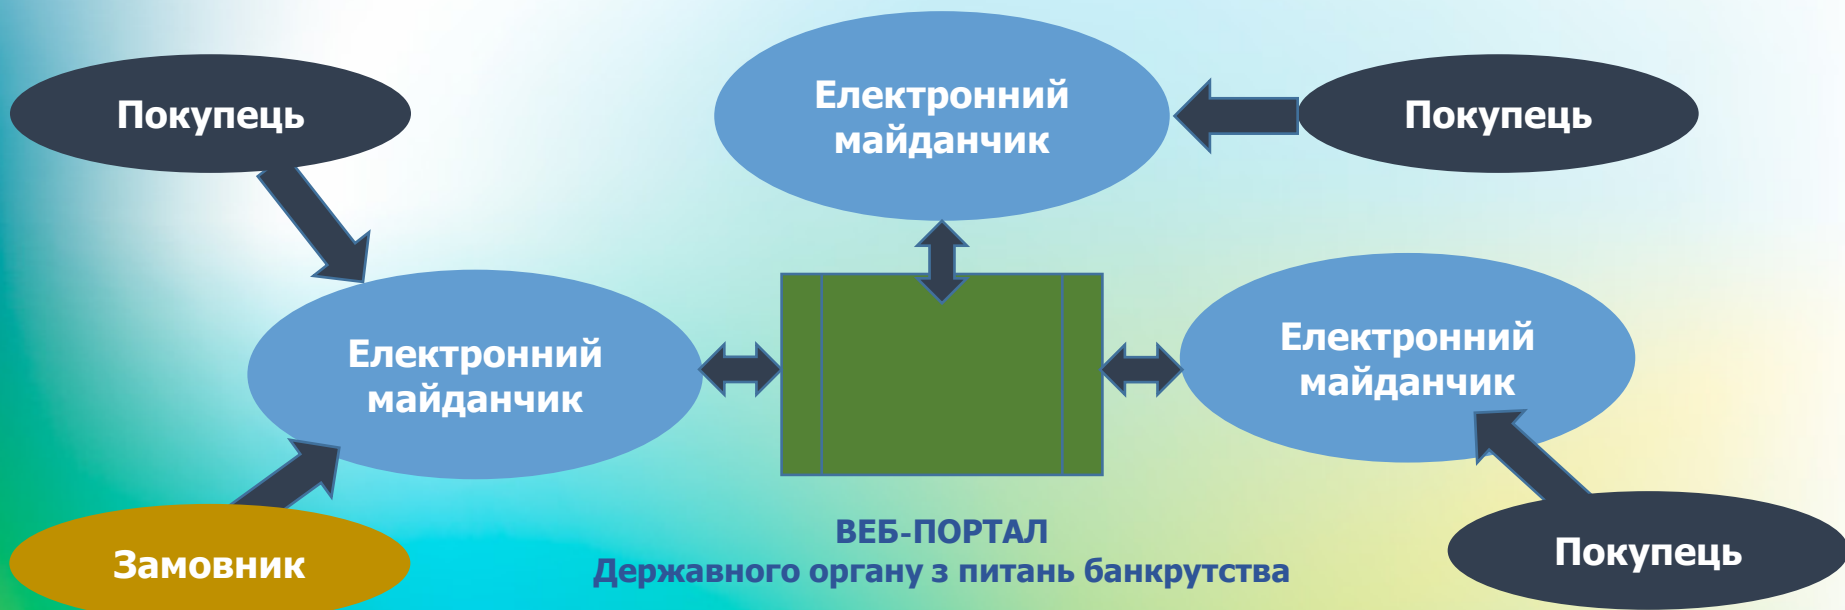 Електронний
майданчик
Покупець
Покупець
Електронний
майданчик
Електронний
майданчик
ВЕБ-ПОРТАЛ
Державного органу з питань банкрутства
Замовник
Покупець